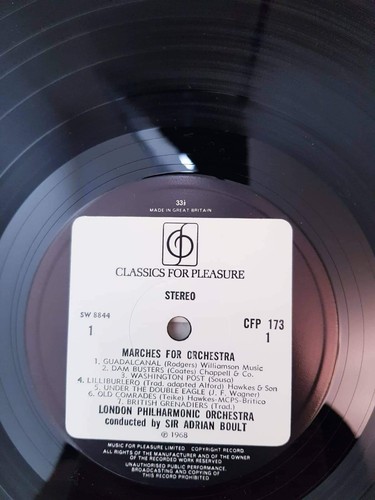 33⅓
MADE IN GREAT BRITAIN
CLASSICS FOR PLEASURE
STEREO
SW 8844
1
CFP 173
1
MARCHES FOR ORCHESTRA
1. GUADALCANAL (Rodgers) Williamson Music
2. DAM BUSTERS (Coates) Chappell & Co.
3. WASHINGTON POST (Sousa)
4. LILLIBURLERO (Trad. adapted Alford) Hawkes & Son
5. UNDER THE DOUBLE EAGLE (J. F. Wagner)
6. OLD COMRADES (Teike) Hawkes-MCPS-Britico
7. BRITISH GRENADIERS (Trad.)
LONDON PHILHARMONIC ORCHESTRA
conducted by SIR ADRIAN BOULT
℗ 1968
MUSIC FOR PLEASURE LIMITED COPYRIGHT RECORD
ALL RIGHTS OF THE MANUFACTURER AND OF THE OWNER
OF THE RECORDED WORK RESERVED
UNAUTHORISED PUBLIC PERFORMANCE,
BROADCASTING AND COPYING OF
THIS RECORD PROHIBITED